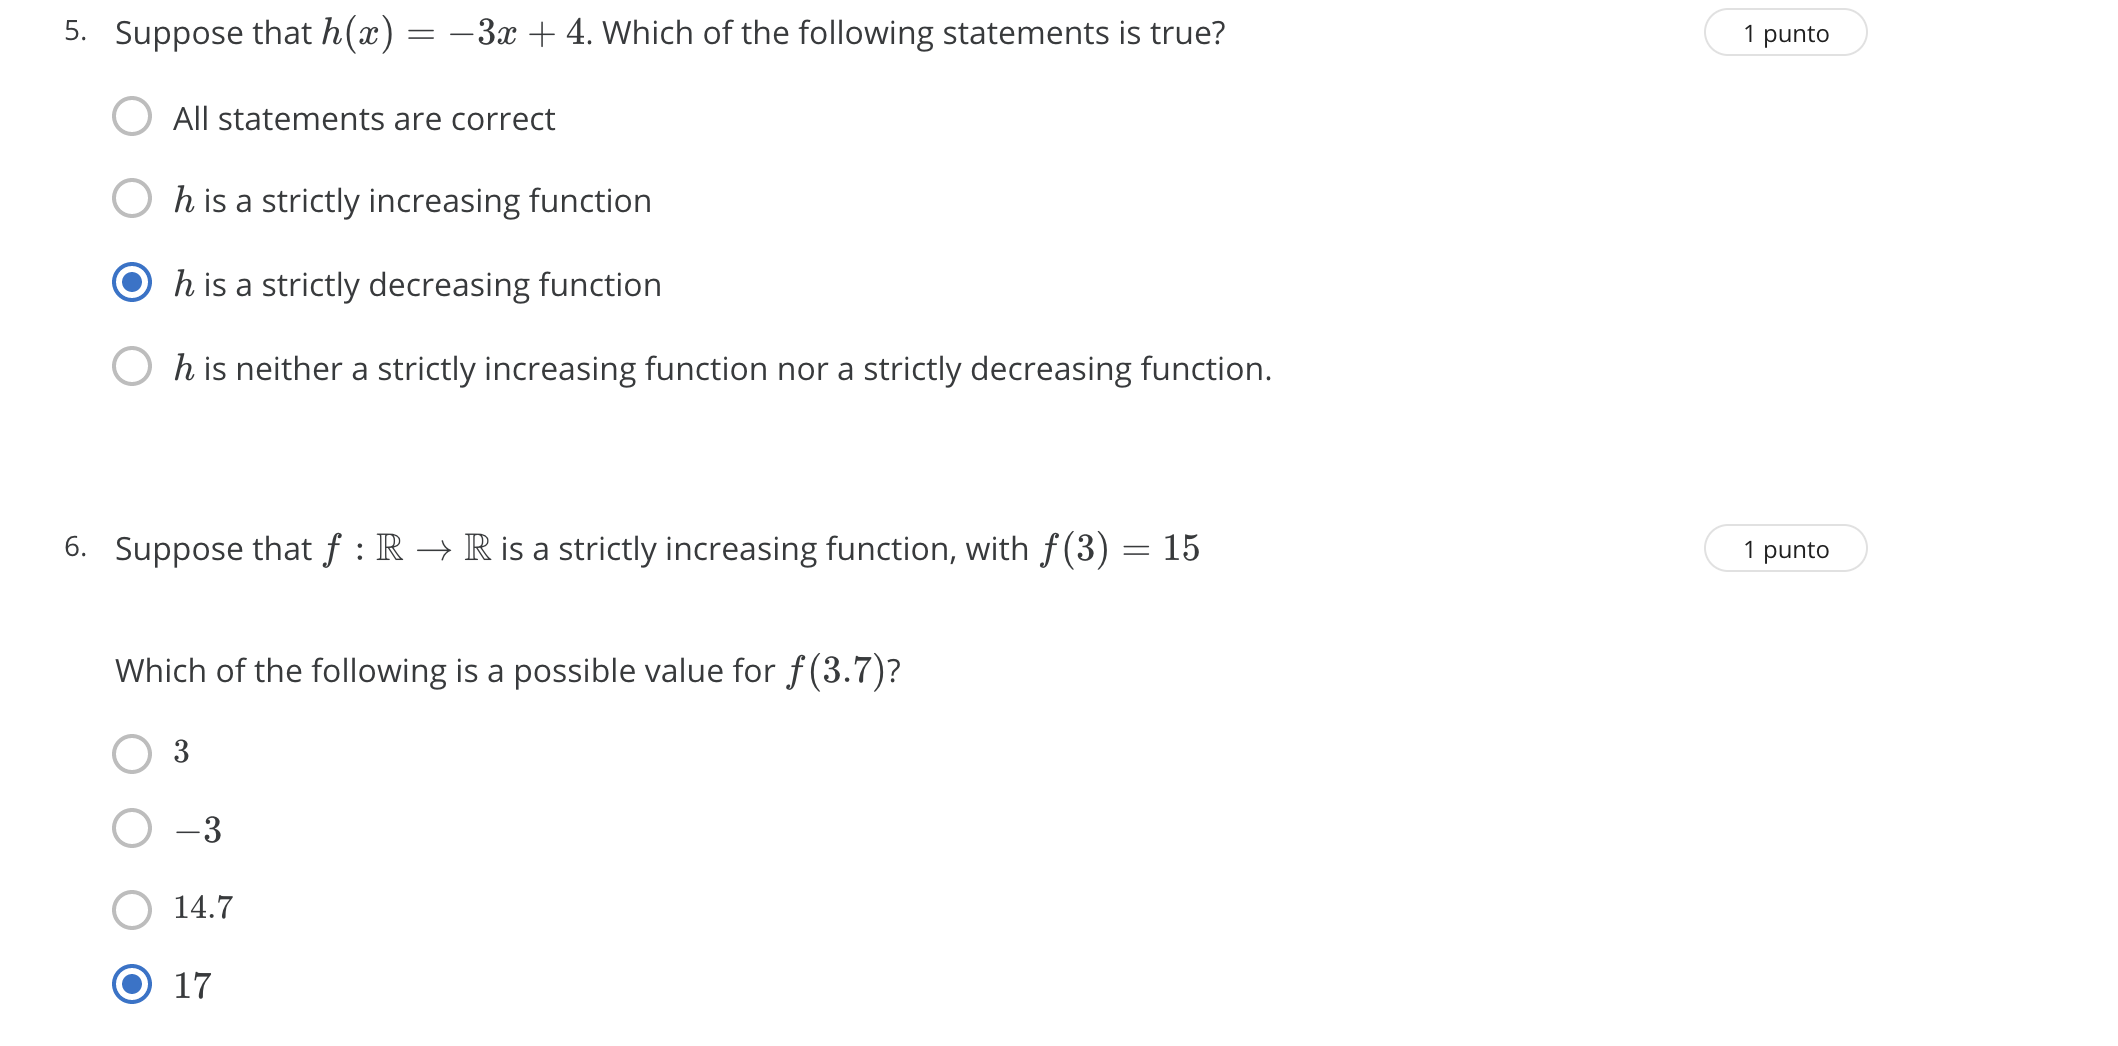 5. Suppose that h(x) = −3x + 4. Which of the following statements is true?
1 punto
All statements are correct
h is a strictly increasing function
h is a strictly decreasing function
h is neither a strictly increasing function nor a strictly decreasing function.
6. Suppose that f : ℝ → ℝ is a strictly increasing function, with f(3) = 15
1 punto
Which of the following is a possible value for f(3.7)?
3
−3
14.7
17